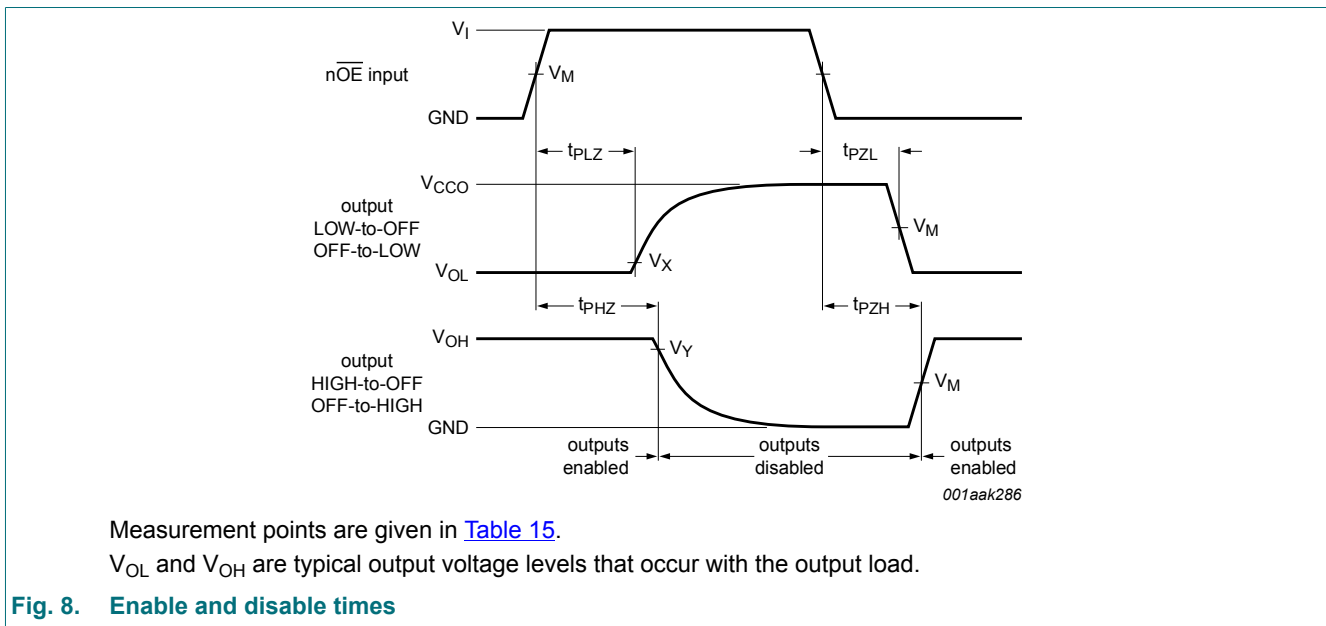 V_I
nOE input
V_M
GND
t_PLZ
t_PZL
V_CCO
output
LOW-to-OFF
OFF-to-LOW
V_M
V_X
V_OL
t_PHZ
t_PZH
V_OH
output
HIGH-to-OFF
OFF-to-HIGH
V_Y
V_M
GND
outputs
enabled
outputs
disabled
outputs
enabled
001aak286
Measurement points are given in Table 15.
V_OL and V_OH are typical output voltage levels that occur with the output load.
Fig. 8. Enable and disable times